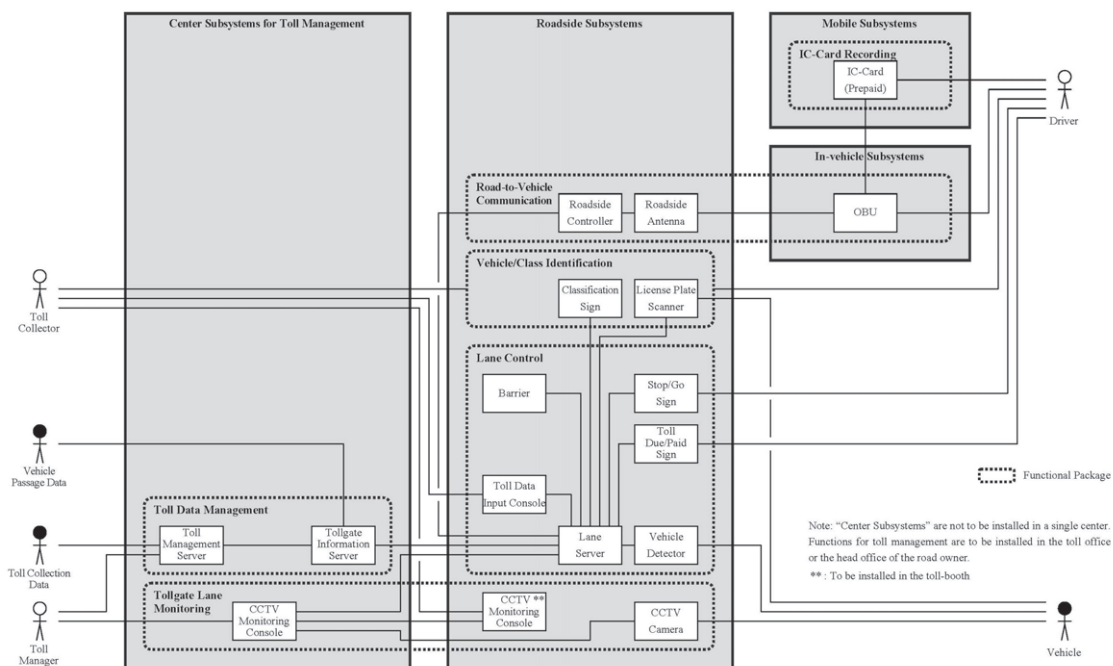 Center Subsystems for Toll Management
Roadside Subsystems
Mobile Subsystems
IC-Card Recording
IC-Card
(Prepaid)
Driver
In-vehicle Subsystems
Road-to-Vehicle
Communication
Roadside
Controller
Roadside
Antenna
OBU
Vehicle/Class Identification
Classification
Sign
License Plate
Scanner
Toll
Collector
Lane Control
Barrier
Stop/Go
Sign
Toll
Due/Paid
Sign
Vehicle
Passage Data
Toll Data
Input Console
Functional Package
Toll Data Management
Toll
Management
Server
Tollgate
Information
Server
Lane
Server
Vehicle
Detector
Note: “Center Subsystems” are not to be installed in a single center.
Functions for toll management are to be installed in the toll office
or the head office of the road owner.
** : To be installed in the toll-booth
Toll Collection
Data
Tollgate Lane
Monitoring
CCTV
Monitoring
Console
CCTV **
Monitoring
Console
CCTV
Camera
Toll
Manager
Vehicle